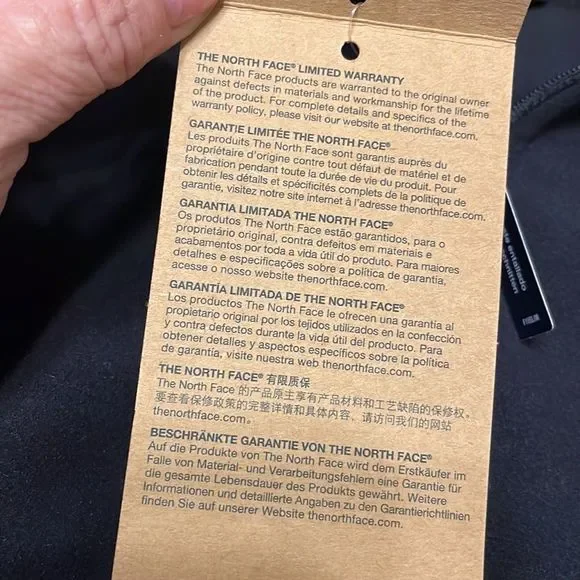 THE NORTH FACE® LIMITED WARRANTY
The North Face products are warranted to the original owner
against defects in materials and workmanship for the lifetime
of the product. For complete details and specifics of the
warranty policy, please visit our website at thenorthface.com.
GARANTIE LIMITÉE THE NORTH FACE®
Les produits The North Face sont garantis auprès du
propriétaire d'origine contre tout défaut de matériel et de
fabrication pendant toute la durée de vie du produit. Pour
obtenir les détails et spécificités complets de la politique de
garantie, visitez notre site internet à l'adresse thenorthface.com.
GARANTIA LIMITADA THE NORTH FACE®
Os produtos The North Face estão garantidos, para o
proprietário original, contra defeitos em materiais e
acabamentos por toda a vida útil do produto. Para maiores
detalhes e especificações sobre a política de garantia,
acesse o nosso website thenorthface.com.
GARANTÍA LIMITADA DE THE NORTH FACE®
Los productos The North Face le ofrecen una garantía al
propietario original por los tejidos utilizados en la confección
y contra defectos durante la vida útil del producto. Para
obtener detalles y aspectos específicos sobre la política
de garantía, visite nuestra web thenorthface.com.
THE NORTH FACE® 有限质保
The North Face 的产品原主享有产品材料和工艺缺陷的保修权。
要查看保修政策的完整详情和具体内容、请访问我们的网站
thenorthface.com。
BESCHRÄNKTE GARANTIE VON THE NORTH FACE®
Auf die Produkte von The North Face wird dem Erstkäufer im
Falle von Material- und Verarbeitungsfehlern eine Garantie für
die gesamte Lebensdauer des Produkts gewährt. Weitere
Informationen und detaillierte Angaben zu den Garantierichtlinien
finden Sie auf unserer Website thenorthface.com.
de entallado